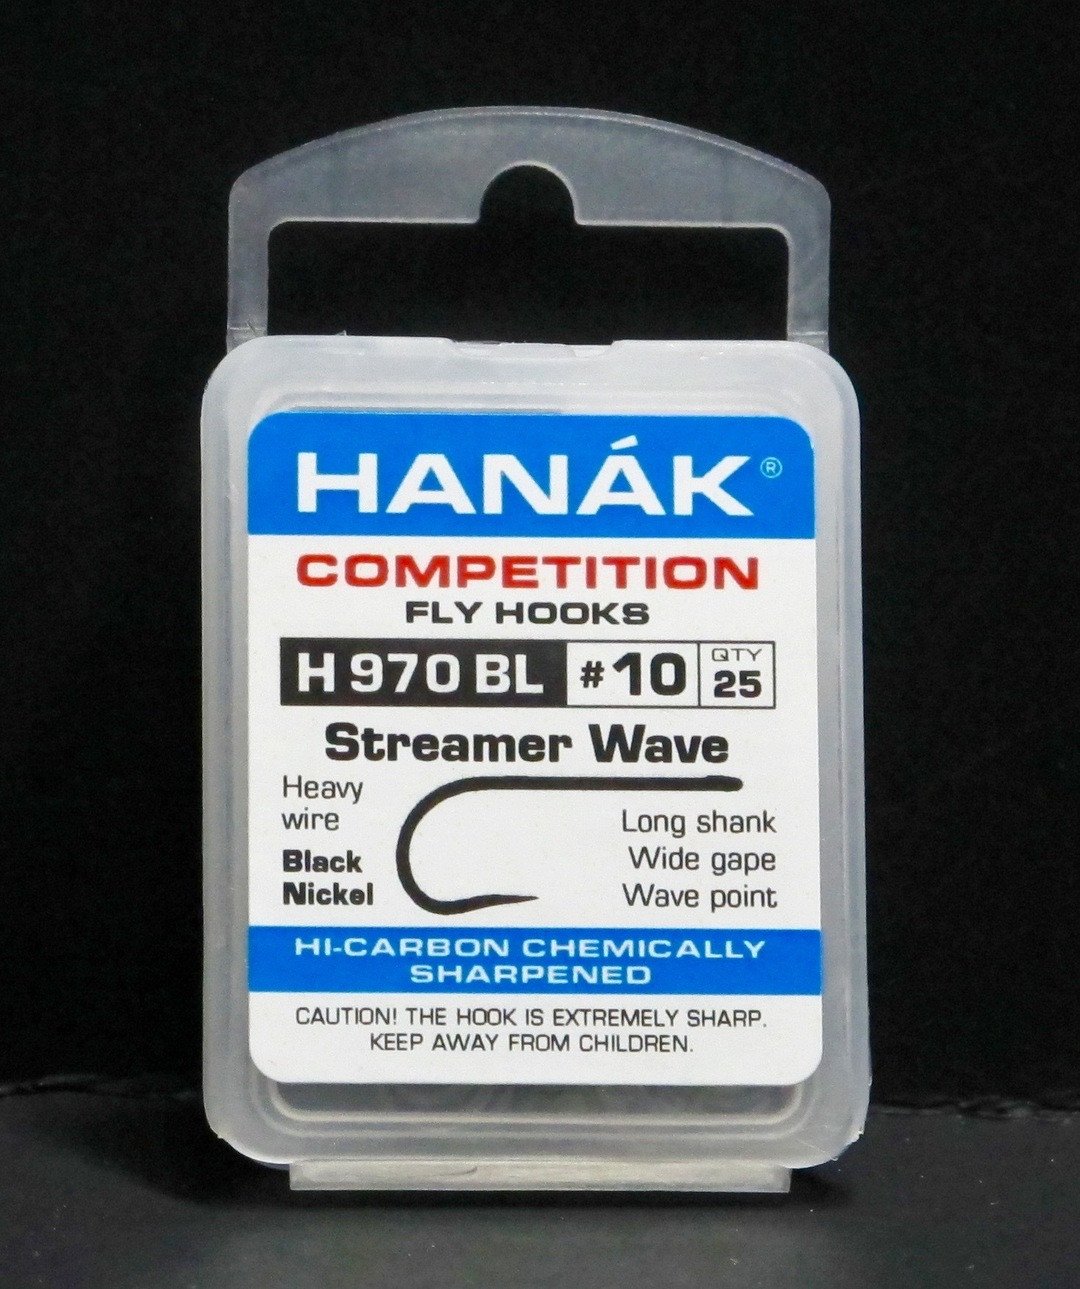 HANÁK®
COMPETITION
FLY HOOKS
H 970 BL #10 QTY 25
Streamer Wave
Heavy
wire
Black
Nickel
Long shank
Wide gape
Wave point
HI-CARBON CHEMICALLY
SHARPENED
CAUTION! THE HOOK IS EXTREMELY SHARP.
KEEP AWAY FROM CHILDREN.